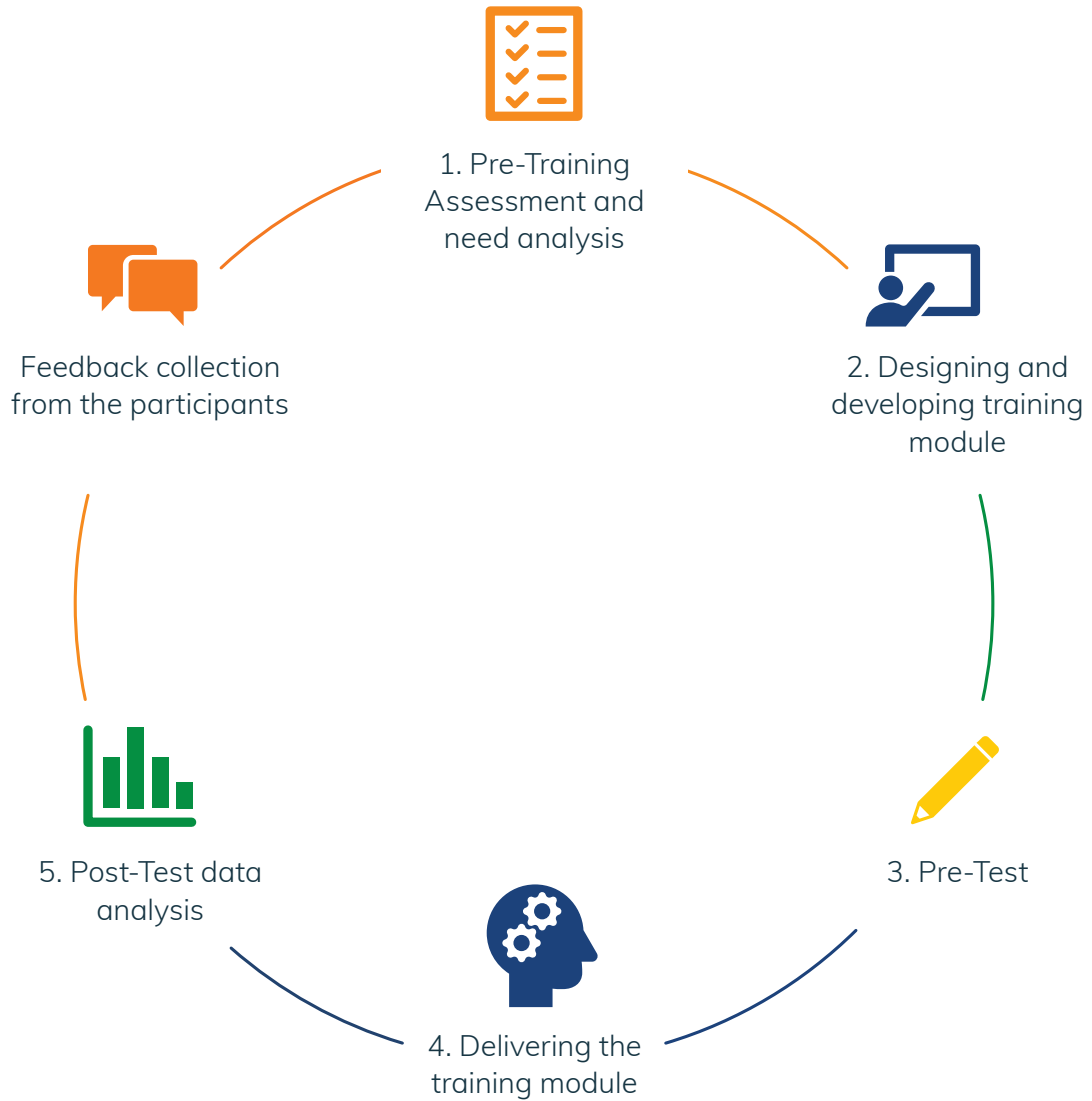 1. Pre-Training
Assessment and
need analysis
2. Designing and
developing training
module
3. Pre-Test
4. Delivering the
training module
5. Post-Test data
analysis
Feedback collection
from the participants